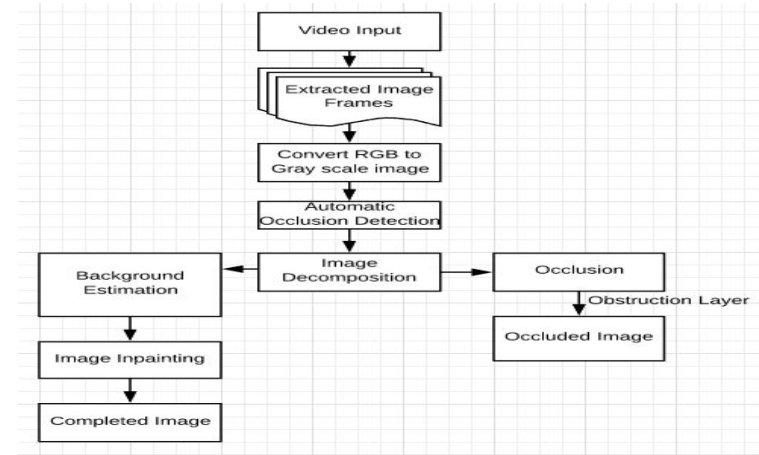 Video Input
Extracted Image
Frames
Convert RGB to
Gray scale image
Automatic
Occlusion Detection
Image
Decomposition
Background
Estimation
Occlusion
Obstruction Layer
Occluded Image
Image Inpainting
Completed Image